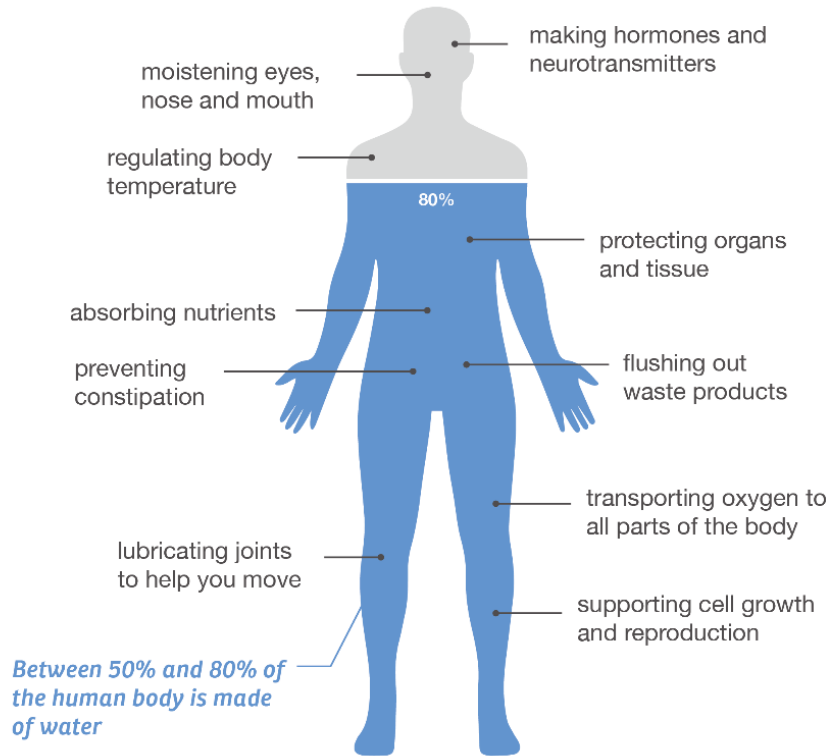 making hormones and
neurotransmitters
moistening eyes,
nose and mouth
regulating body
temperature
80%
protecting organs
and tissue
absorbing nutrients
preventing
constipation
flushing out
waste products
transporting oxygen to
all parts of the body
lubricating joints
to help you move
supporting cell growth
and reproduction
Between 50% and 80% of
the human body is made
of water